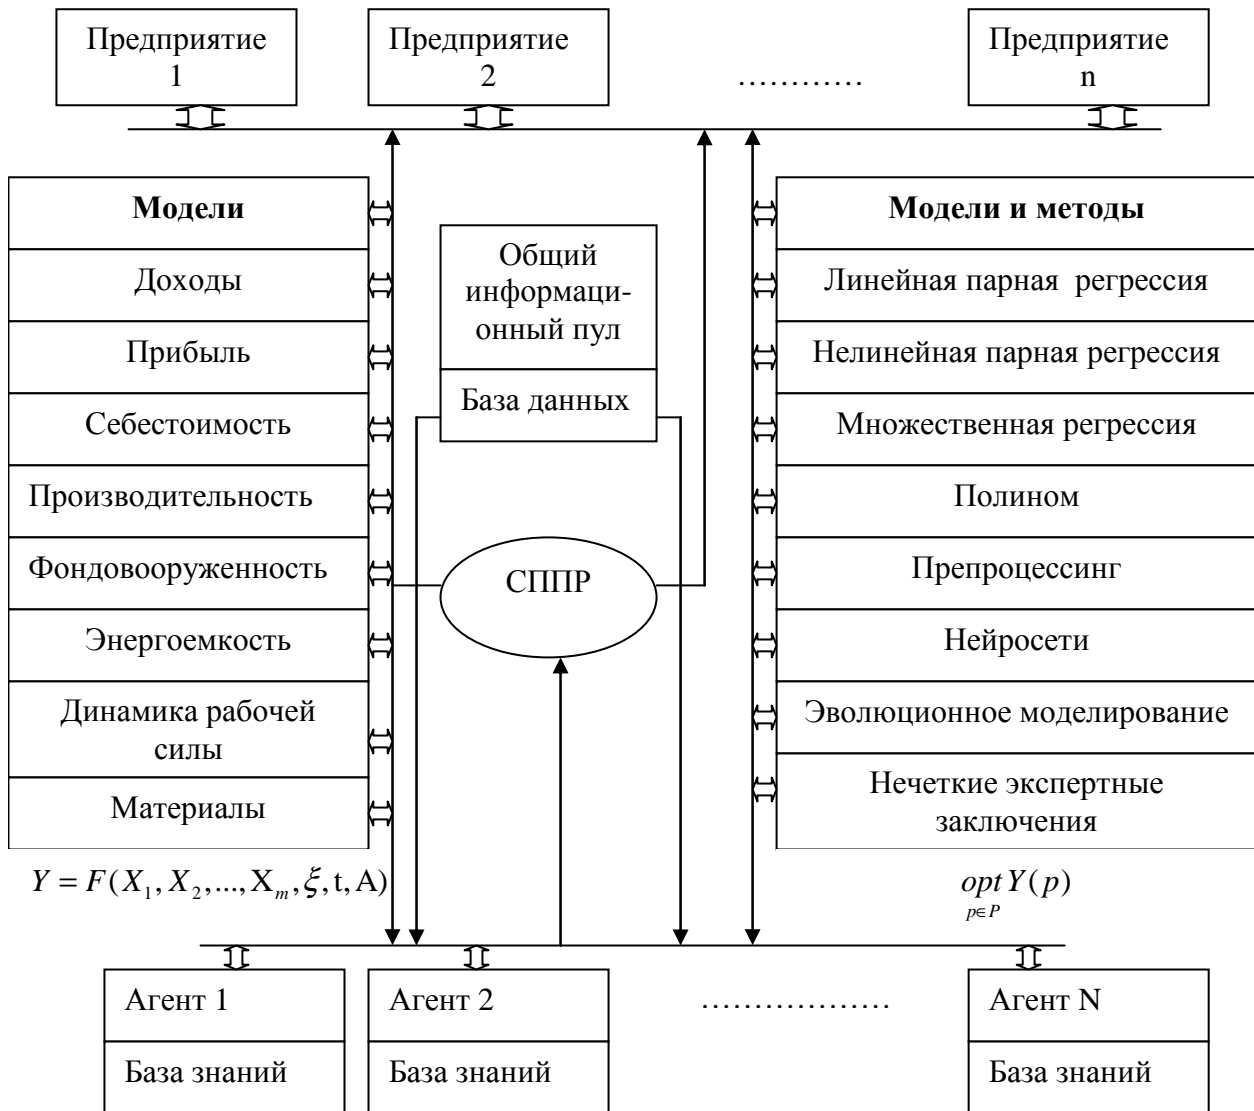 Предприятие
1
Предприятие
2
…………
Предприятие
n
Модели
Доходы
Прибыль
Себестоимость
Производительность
Фондовооруженность
Энергоемкость
Динамика рабочей
силы
Материалы
Общий
информаци-
онный пул
База данных
СППР
Модели и методы
Линейная парная регрессия
Нелинейная парная регрессия
Множественная регрессия
Полином
Препроцессинг
Нейросети
Эволюционное моделирование
Нечеткие экспертные
заключения
Y = F(X₁, X₂,..., Xₘ, ξ, t, A)
opt Y(p)
p∈P
Агент 1
База знаний
Агент 2
База знаний
………………
Агент N
База знаний